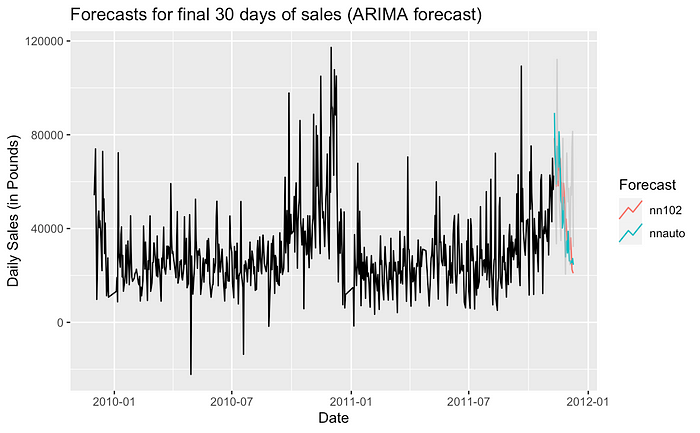 Forecasts for final 30 days of sales (ARIMA forecast)
120000
80000
40000
0
Daily Sales (in Pounds)
2010-01
2010-07
2011-01
2011-07
2012-01
Date
Forecast
nn102
nnauto